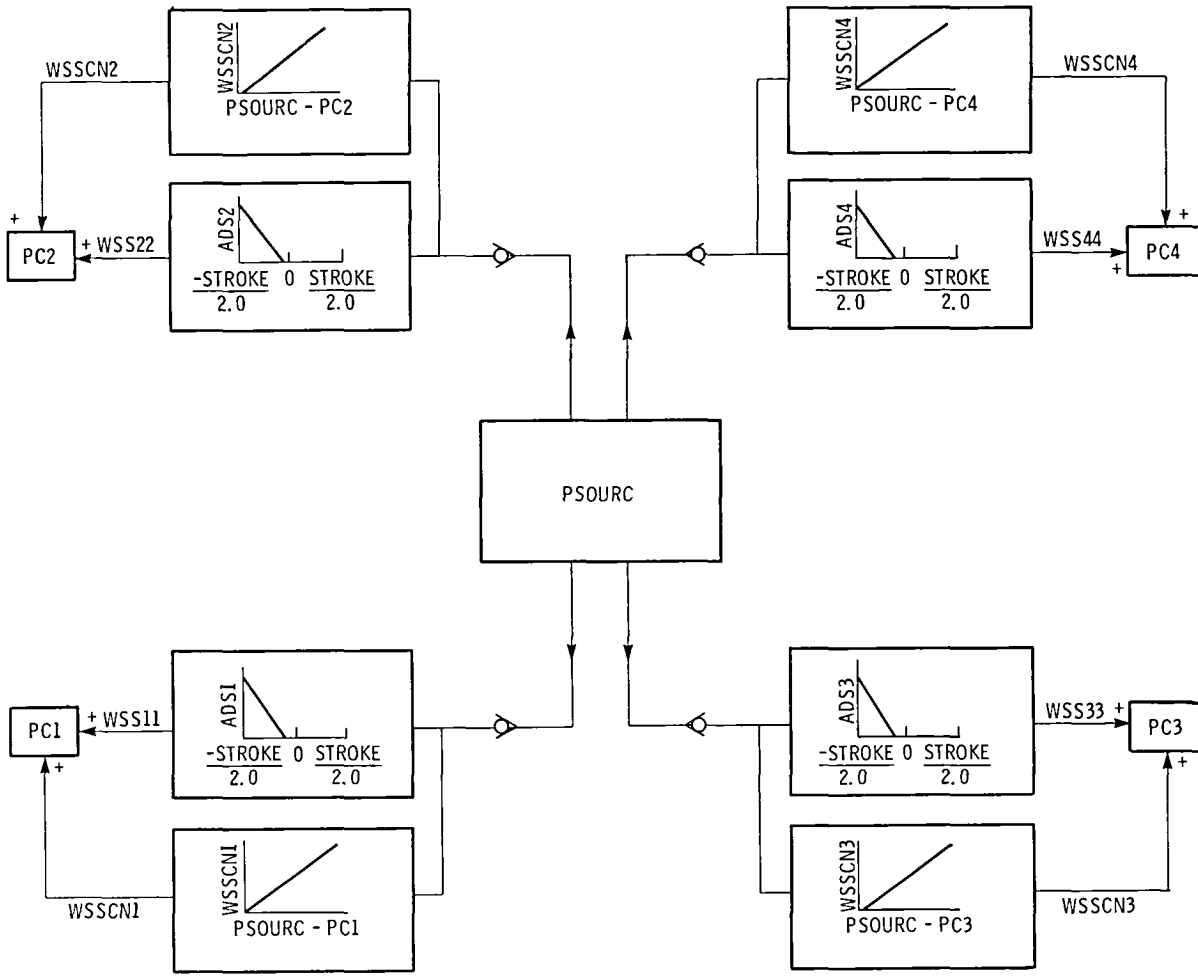 WSSCN2
WSSCN2
PSOURC - PC2
+
PC2
+ WSS22
ADS2
-STROKE/2.0 0 STROKE/2.0
WSSCN4
PSOURC - PC4
WSSCN4
ADS4
-STROKE/2.0 0 STROKE/2.0
WSS44
+
+
PC4
PSOURC
PC1
+ WSS11
+
ADS1
-STROKE/2.0 0 STROKE/2.0
WSSCN1
WSSCN1
PSOURC - PC1
ADS3
-STROKE/2.0 0 STROKE/2.0
WSS33 +
PC3
+
WSSCN3
PSOURC - PC3
WSSCN3